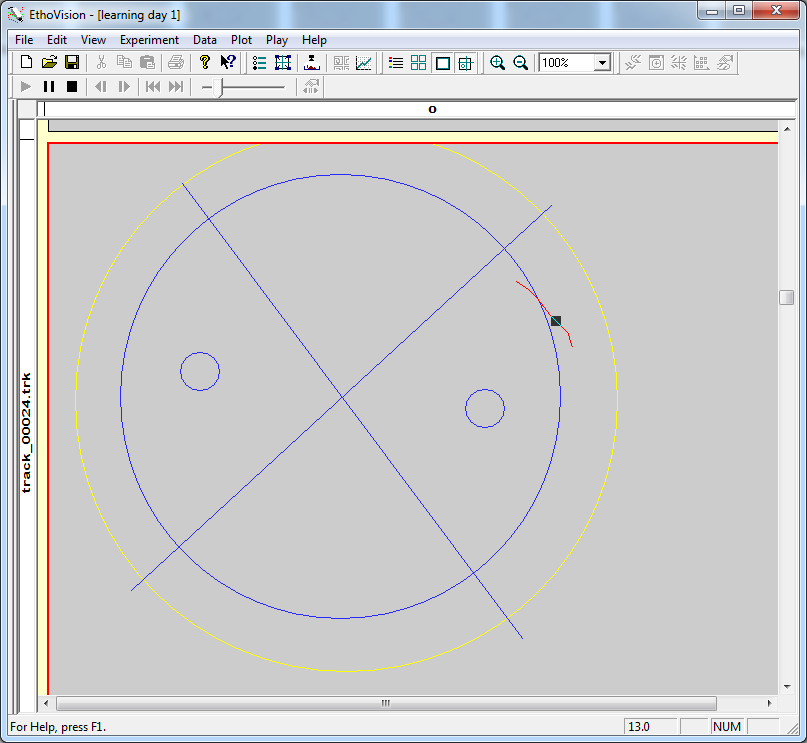 EthoVision - [learning day 1]
File Edit View Experiment Data Plot Play Help
100%
o
track_00024.trk
For Help, press F1.
13.0
NUM